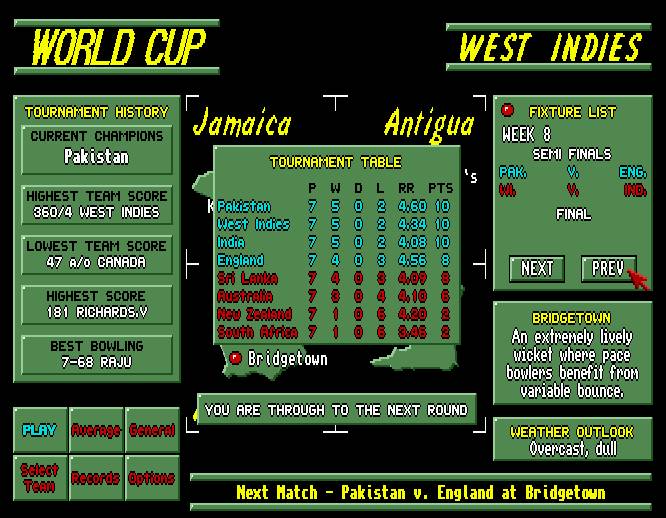 WORLD CUP
WEST INDIES
TOURNAMENT HISTORY
CURRENT CHAMPIONS
Pakistan
HIGHEST TEAM SCORE
360/4 WEST INDIES
LOWEST TEAM SCORE
47 a/o CANADA
HIGHEST SCORE
181 RICHARDS.V
BEST BOWLING
7-68 RAJU
Jamaica
Antigua
's
K
TOURNAMENT TABLE
P W D L RR PTS
Pakistan 7 5 0 2 4.60 10
West Indies 7 5 0 2 4.34 10
India 7 5 0 2 4.08 10
England 7 4 0 3 4.56 8
Sri Lanka 7 4 0 3 4.09 8
Australia 7 3 0 4 4.10 6
New Zealand 7 1 0 6 4.20 2
South Africa 7 1 0 6 3.46 2
Bridgetown
YOU ARE THROUGH TO THE NEXT ROUND
FIXTURE LIST
WEEK 8
SEMI FINALS
PAK. V. ENG.
WI. V. IND.
FINAL
NEXT PREV
BRIDGETOWN
An extremely lively
wicket where pace
bowlers benefit from
variable bounce.
WEATHER OUTLOOK
Overcast, dull
PLAY Average General
Select Team Records Options
Next Match - Pakistan v. England at Bridgetown